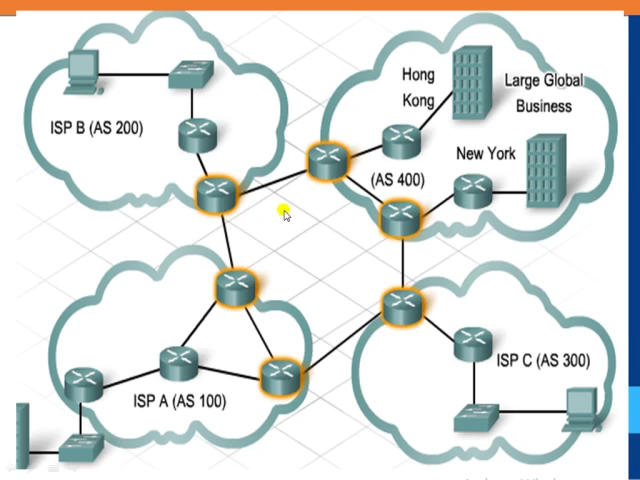 ISP B (AS 200)
Hong
Kong
Large Global
Business
New York
(AS 400)
ISP A (AS 100)
ISP C (AS 300)